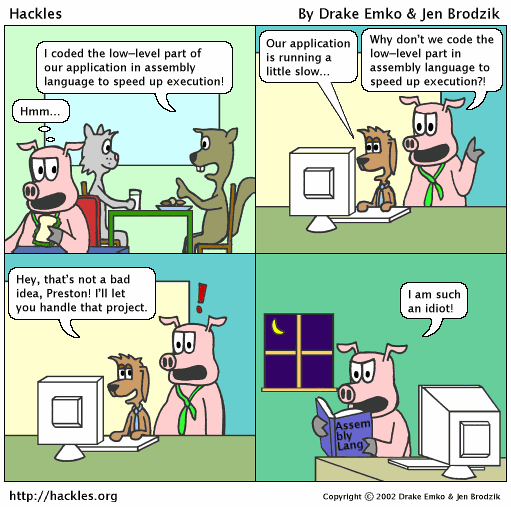 Hackles
By Drake Emko & Jen Brodzik
I coded the low-level part of
our application in assembly
language to speed up execution!
Hmm...
Our application
is running a
little slow...
Why don't we code the
low-level part in
assembly language to
speed up execution?!
Hey, that's not a bad
idea, Preston! I'll let
you handle that project.
!
I am such
an idiot!
Assem
bly
Lang
http://hackles.org
Copyright © 2002 Drake Emko & Jen Brodzik